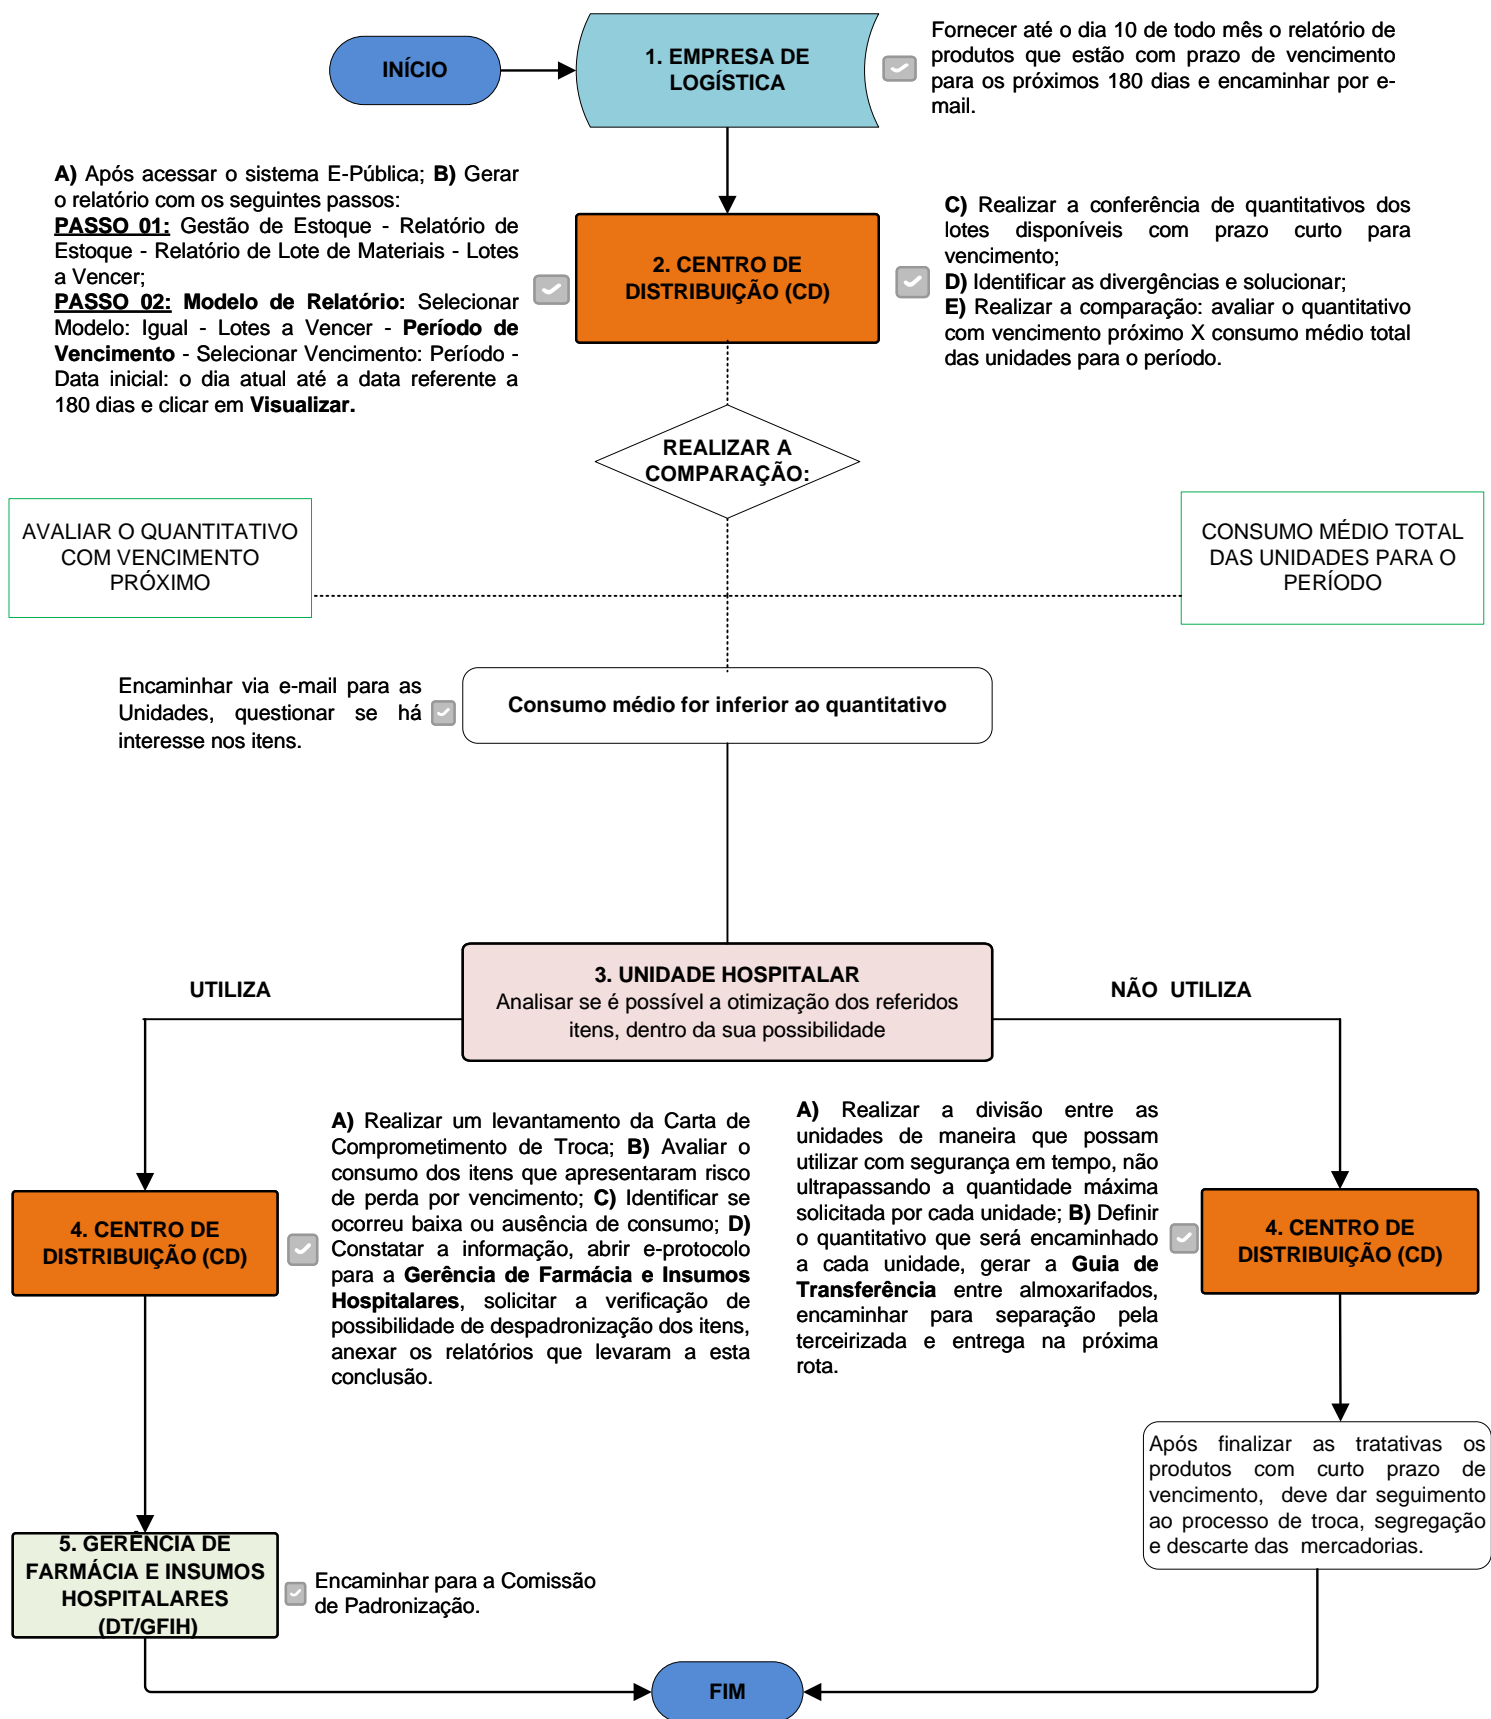 INÍCIO
1. EMPRESA DE
LOGÍSTICA
Fornecer até o dia 10 de todo mês o relatório de
produtos que estão com prazo de vencimento
para os próximos 180 dias e encaminhar por e-
mail.
A) Após acessar o sistema E-Pública; B) Gerar
o relatório com os seguintes passos:
PASSO 01: Gestão de Estoque - Relatório de
Estoque - Relatório de Lote de Materiais - Lotes
a Vencer;
PASSO 02: Modelo de Relatório: Selecionar
Modelo: Igual - Lotes a Vencer - Período de
Vencimento - Selecionar Vencimento: Período -
Data inicial: o dia atual até a data referente a
180 dias e clicar em Visualizar.
2. CENTRO DE
DISTRIBUIÇÃO (CD)
C) Realizar a conferência de quantitativos dos
lotes disponíveis com prazo curto para
vencimento;
D) Identificar as divergências e solucionar;
E) Realizar a comparação: avaliar o quantitativo
com vencimento próximo X consumo médio total
das unidades para o período.
REALIZAR A
COMPARAÇÃO:
AVALIAR O QUANTITATIVO
COM VENCIMENTO
PRÓXIMO
CONSUMO MÉDIO TOTAL
DAS UNIDADES PARA O
PERÍODO
Encaminhar via e-mail para as
Unidades, questionar se há
interesse nos itens.
Consumo médio for inferior ao quantitativo
3. UNIDADE HOSPITALAR
Analisar se é possível a otimização dos referidos
itens, dentro da sua possibilidade
UTILIZA
NÃO UTILIZA
4. CENTRO DE
DISTRIBUIÇÃO (CD)
A) Realizar um levantamento da Carta de
Comprometimento de Troca; B) Avaliar o
consumo dos itens que apresentaram risco
de perda por vencimento; C) Identificar se
ocorreu baixa ou ausência de consumo; D)
Constatar a informação, abrir e-protocolo
para a Gerência de Farmácia e Insumos
Hospitalares, solicitar a verificação de
possibilidade de despadronização dos itens,
anexar os relatórios que levaram a esta
conclusão.
A) Realizar a divisão entre as
unidades de maneira que possam
utilizar com segurança em tempo, não
ultrapassando a quantidade máxima
solicitada por cada unidade; B) Definir
o quantitativo que será encaminhado
a cada unidade, gerar a Guia de
Transferência entre almoxarifados,
encaminhar para separação pela
terceirizada e entrega na próxima
rota.
4. CENTRO DE
DISTRIBUIÇÃO (CD)
Após finalizar as tratativas os
produtos com curto prazo de
vencimento, deve dar seguimento
ao processo de troca, segregação
e descarte das mercadorias.
5. GERÊNCIA DE
FARMÁCIA E INSUMOS
HOSPITALARES
(DT/GFIH)
Encaminhar para a Comissão
de Padronização.
FIM